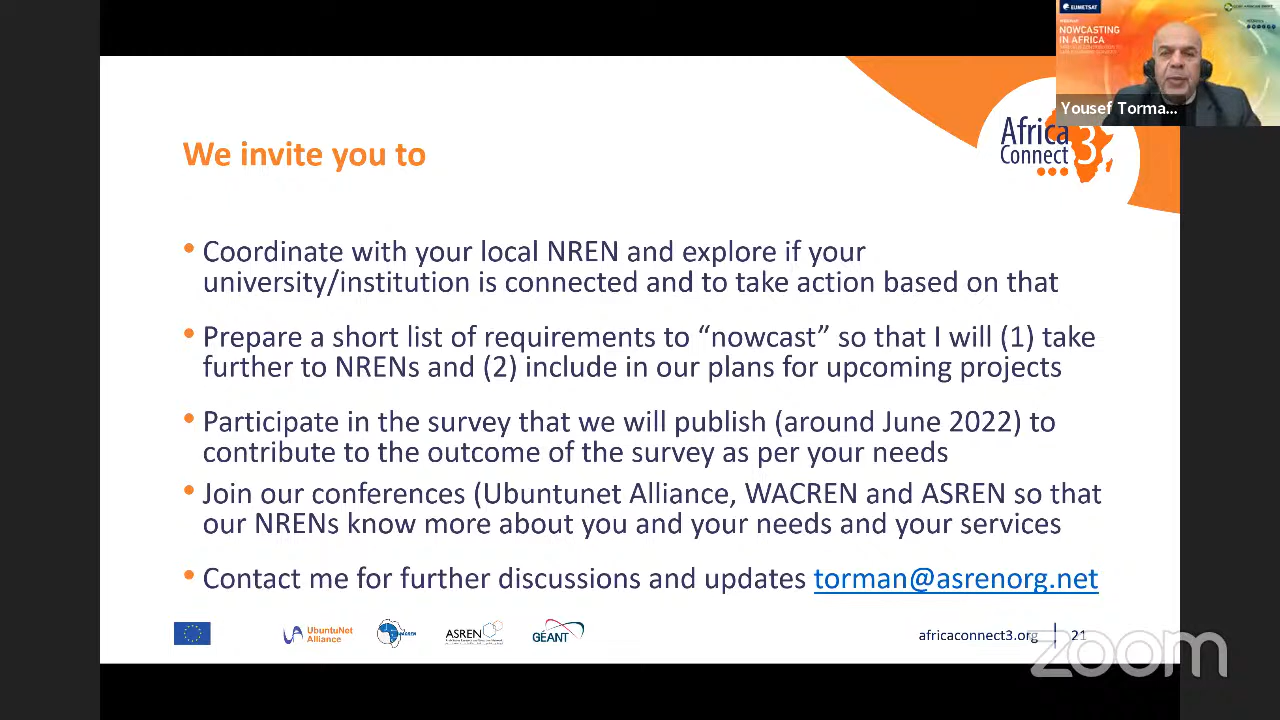 EUMETSAT
WEBINAR
NOWCASTING
IN AFRICA
Yousef Torma...
Africa
Connect 3
We invite you to
• Coordinate with your local NREN and explore if your
university/institution is connected and to take action based on that
• Prepare a short list of requirements to “nowcast” so that I will (1) take
further to NRENs and (2) include in our plans for upcoming projects
• Participate in the survey that we will publish (around June 2022) to
contribute to the outcome of the survey as per your needs
• Join our conferences (Ubuntunet Alliance, WACREN and ASREN so that
our NRENs know more about you and your needs and your services
• Contact me for further discussions and updates torman@asrenorg.net
UbuntuNet
Alliance
WACREN
ASREN
GÉANT
africaconnect3.org
21
zoom